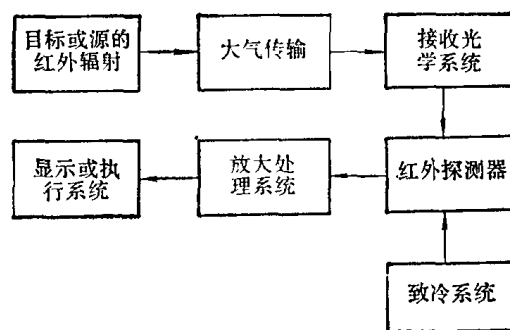 目标或源的
红外辐射
大气传输
接收光
学系统
显示或执
行系统
放大处
理系统
红外探测器
致冷系统